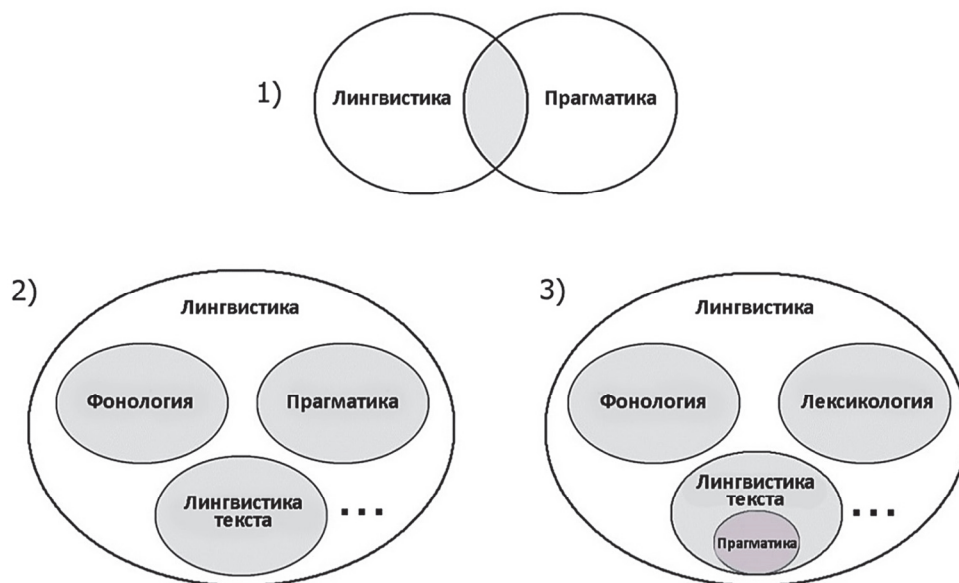 1)
Лингвистика
Прагматика
2)
Лингвистика
Фонология
Прагматика
Лингвистика
текста
...
3)
Лингвистика
Фонология
Лексикология
Лингвистика
текста
...
Прагматика